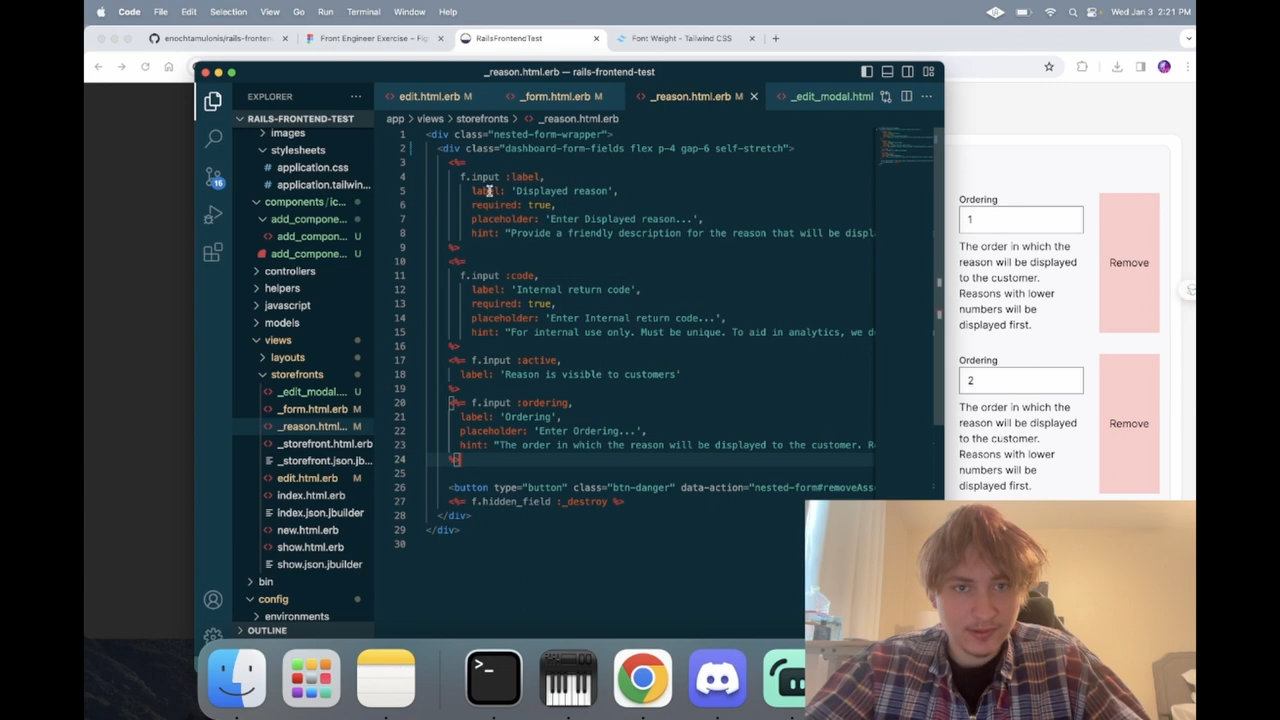 Code File Edit Selection View Go Run Terminal Window Help Wed Jan 3 2:21 PM
enochtamulonis/rails-fronten Front Engineer Exercise – Fig RailsFrontendTest Font Weight - Tailwind CSS
_reason.html.erb — rails-frontend-test
EXPLORER
edit.html.erb M _form.html.erb M _reason.html.erb M _edit_modal.html
RAILS-FRONTEND-TEST
app > views > storefronts > _reason.html.erb
images
stylesheets
application.css
application.tailwin...
components/ic...
add_compone...
add_compon... U
add_compone... U
controllers
helpers
javascript
models
views
layouts
storefronts
_edit_modal.... U
_form.html.erb M
_reason.html... M
_storefront.html.erb
_storefront.json.jb...
edit.html.erb M
index.html.erb
index.json.jbuilder
new.html.erb
show.html.erb
show.json.jbuilder
bin
config
environments
OUTLINE
16
1 <div class="nested-form-wrapper">
2 <div class="dashboard-form-fields flex p-4 gap-6 self-stretch">
3 <%=
4 f.input :label,
5 label: 'Displayed reason',
6 required: true,
7 placeholder: 'Enter Displayed reason...',
8 hint: "Provide a friendly description for the reason that will be displ
9 %>
10 <%=
11 f.input :code,
12 label: 'Internal return code',
13 required: true,
14 placeholder: 'Enter Internal return code...',
15 hint: "For internal use only. Must be unique. To aid in analytics, we de
16 %>
17 <%= f.input :active,
18 label: 'Reason is visible to customers'
19 %>
20 <%= f.input :ordering,
21 label: 'Ordering',
22 placeholder: 'Enter Ordering...',
23 hint: "The order in which the reason will be displayed to the customer. Re
24 %>
25
26 <button type="button" class="btn-danger" data-action="nested-form#removeAss
27 <%= f.hidden_field :_destroy %>
28 </div>
29 </div>
30
Ordering
1
The order in which the
reason will be displayed
to the customer.
Reasons with lower
numbers will be
displayed first.
Remove
Ordering
2
The order in which the
reason will be displayed
to the customer.
Reasons with lower
numbers will be
displayed first.
Remove